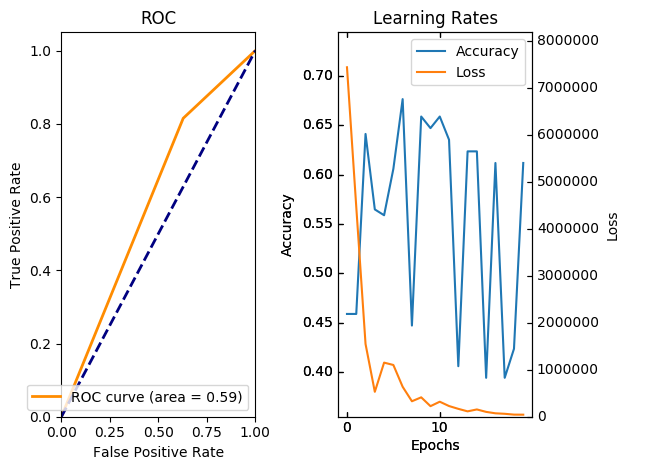 ROC
1.0
0.8
0.6
0.4
0.2
0.0
0.00 0.25 0.50 0.75 1.00
True Positive Rate
False Positive Rate
ROC curve (area = 0.59)
Learning Rates
Accuracy
Loss
0.70
0.65
0.60
0.55
0.50
0.45
0.40
Accuracy
8000000
7000000
6000000
5000000
4000000
3000000
2000000
1000000
0
Loss
0 10
Epochs